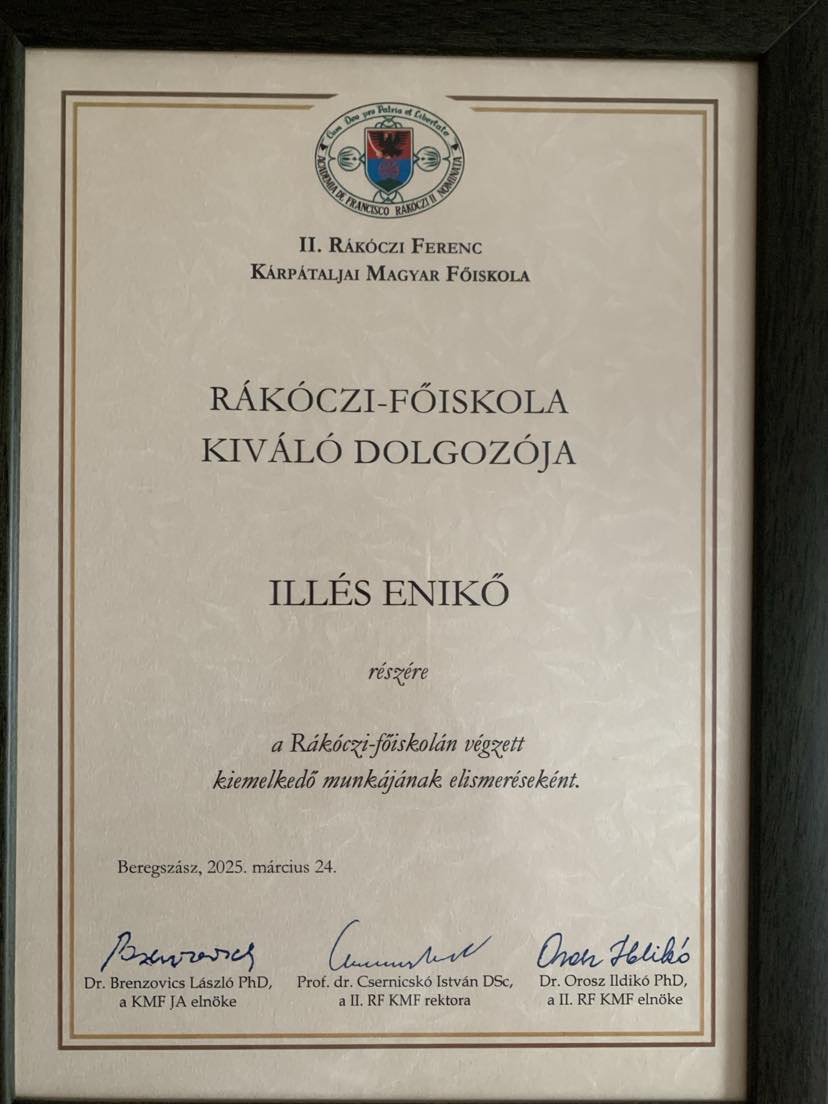 Cum Deo pro Patria et Libertate
ACADEMIA DE FRANCISCO RÁKÓCZI II NOMINATA
II. RÁKÓCZI FERENC
KÁRPÁTALJAI MAGYAR FŐISKOLA
RÁKÓCZI-FŐISKOLA
KIVÁLÓ DOLGOZÓJA
ILLÉS ENIKŐ
részére
a Rákóczi-főiskolán végzett
kiemelkedő munkájának elismeréseként.
Beregszász, 2025. március 24.
Orosz Ildikó
Dr. Brenzovics László PhD, Prof. dr. Csernicskó István DSc, Dr. Orosz Ildikó PhD,
a KMF JA elnöke a II. RF KMF rektora a II. RF KMF elnöke